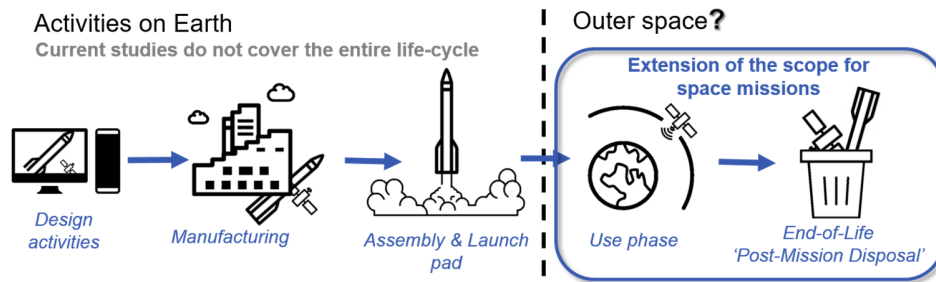 Activities on Earth
Current studies do not cover the entire life-cycle
Outer space?
Extension of the scope for
space missions
Design
activities
Manufacturing
Assembly & Launch
pad
Use phase
End-of-Life
‘Post-Mission Disposal’